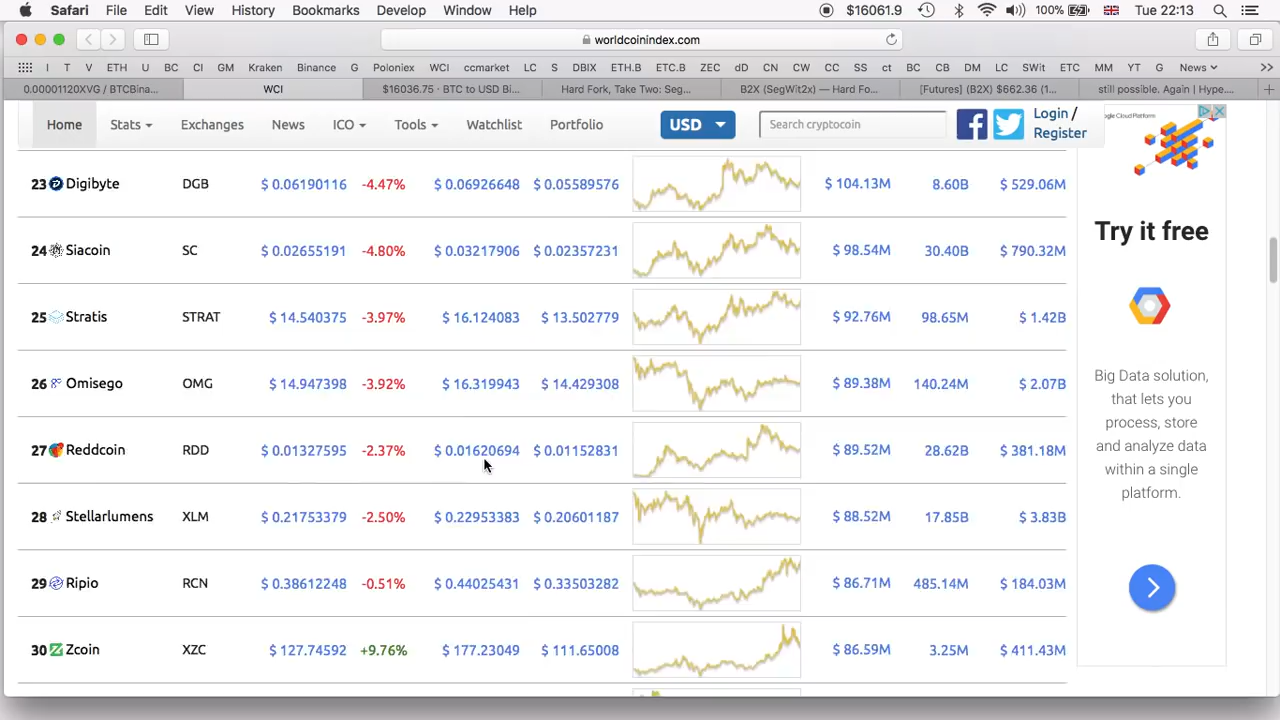 Safari File Edit View History Bookmarks Develop Window Help $16061.9 100% Tue 22:13
worldcoinindex.com
I T V ETH U BC CI GM Kraken Binance G Poloniex WCI ccmarket LC S DBIX ETH.B ETC.B ZEC dD CN CW CC SS ct BC CB DM LC SWit ETC MM YT G News >>
0.00001120XVG / BTCBina... WCI $16036.75 · BTC to USD Bi... Hard Fork, Take Two: Seg... B2X (SegWit2x) — Hard Fo... [Futures] (B2X) $662.36 (1... still possible. Again | Hype....
Home Stats Exchanges News ICO Tools Watchlist Portfolio USD Search cryptocoin Login / Register
23 Digibyte DGB $ 0.06190116 -4.47% $ 0.06926648 $ 0.05589576 $ 104.13M 8.60B $ 529.06M
24 Siacoin SC $ 0.02655191 -4.80% $ 0.03217906 $ 0.02357231 $ 98.54M 30.40B $ 790.32M
25 Stratis STRAT $ 14.540375 -3.97% $ 16.124083 $ 13.502779 $ 92.76M 98.65M $ 1.42B
26 Omisego OMG $ 14.947398 -3.92% $ 16.319943 $ 14.429308 $ 89.38M 140.24M $ 2.07B
27 Reddcoin RDD $ 0.01327595 -2.37% $ 0.01620694 $ 0.01152831 $ 89.52M 28.62B $ 381.18M
28 Stellarlumens XLM $ 0.21753379 -2.50% $ 0.22953383 $ 0.20601187 $ 88.52M 17.85B $ 3.83B
29 Ripio RCN $ 0.38612248 -0.51% $ 0.44025431 $ 0.33503282 $ 86.71M 485.14M $ 184.03M
30 Zcoin XZC $ 127.74592 +9.76% $ 177.23049 $ 111.65008 $ 86.59M 3.25M $ 411.43M
Cloud Platform
Try it free
Big Data solution,
that lets you
process, store
and analyze data
within a single
platform.